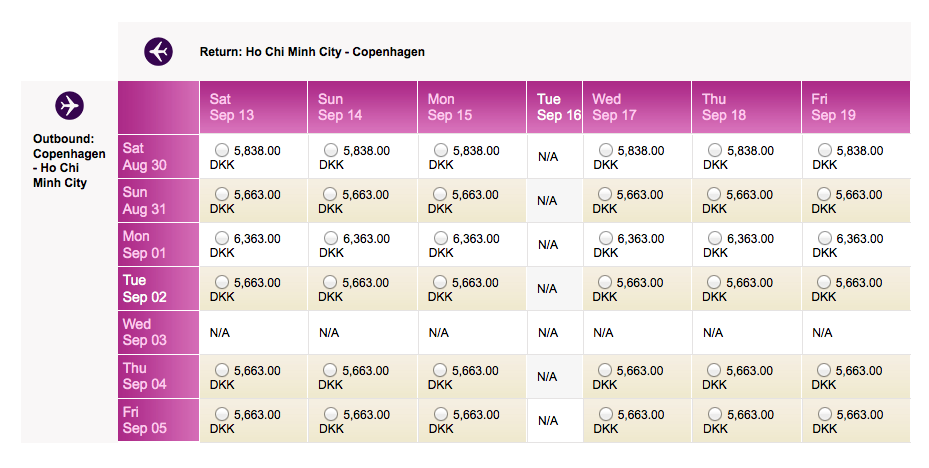 Return: Ho Chi Minh City - Copenhagen
Outbound:
Copenhagen
- Ho Chi
Minh City
Sat Sun Mon Tue Wed Thu Fri
Sep 13 Sep 14 Sep 15 Sep 16 Sep 17 Sep 18 Sep 19
Sat 5,838.00 5,838.00 5,838.00 N/A 5,838.00 5,838.00 5,838.00
Aug 30 DKK DKK DKK DKK DKK DKK
Sun 5,663.00 5,663.00 5,663.00 N/A 5,663.00 5,663.00 5,663.00
Aug 31 DKK DKK DKK DKK DKK DKK
Mon 6,363.00 6,363.00 6,363.00 N/A 6,363.00 6,363.00 6,363.00
Sep 01 DKK DKK DKK DKK DKK DKK
Tue 5,663.00 5,663.00 5,663.00 N/A 5,663.00 5,663.00 5,663.00
Sep 02 DKK DKK DKK DKK DKK DKK
Wed
Sep 03 N/A N/A N/A N/A N/A N/A N/A
Thu 5,663.00 5,663.00 5,663.00 N/A 5,663.00 5,663.00 5,663.00
Sep 04 DKK DKK DKK DKK DKK DKK
Fri 5,663.00 5,663.00 5,663.00 N/A 5,663.00 5,663.00 5,663.00
Sep 05 DKK DKK DKK DKK DKK DKK